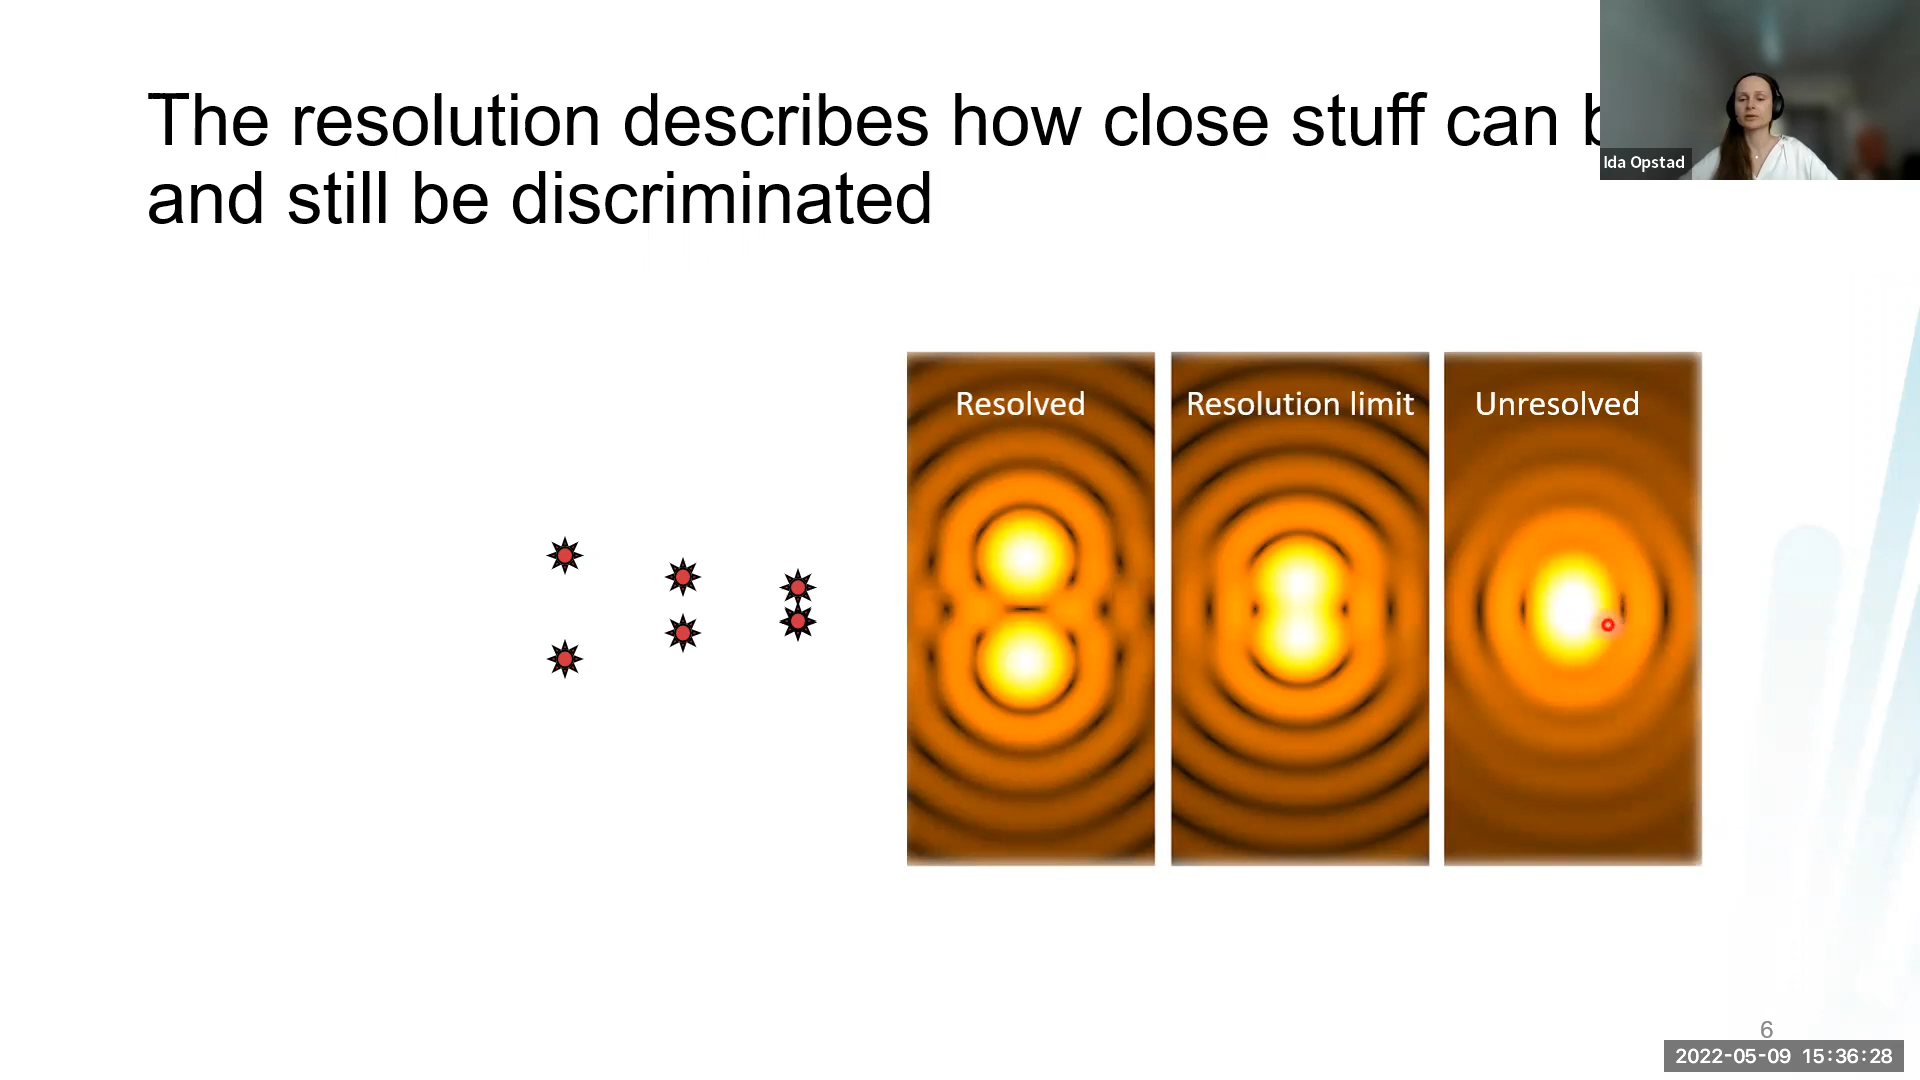 The resolution describes how close stuff can
and still be discriminated
Ida Opstad
Resolved
Resolution limit
Unresolved
6
2022-05-09 15:36:28